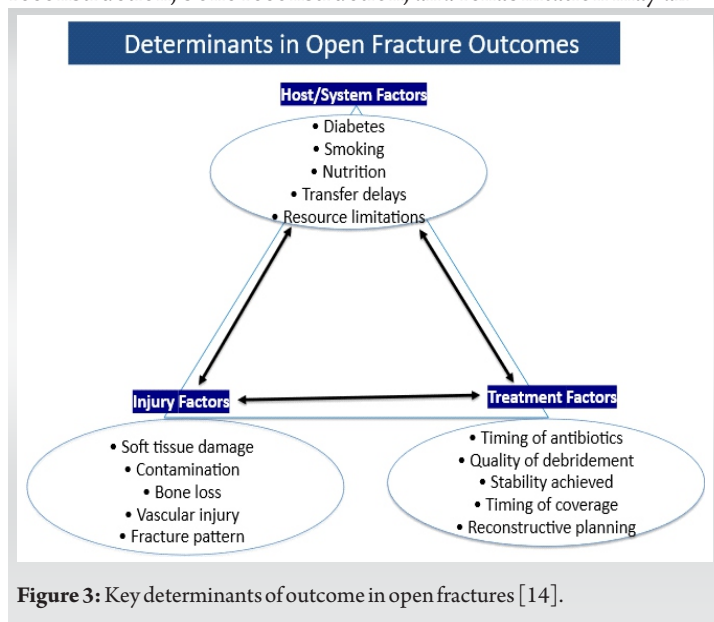 Determinants in Open Fracture Outcomes
Host/System Factors
• Diabetes
• Smoking
• Nutrition
• Transfer delays
• Resource limitations
Injury Factors
• Soft tissue damage
• Contamination
• Bone loss
• Vascular injury
• Fracture pattern
Treatment Factors
• Timing of antibiotics
• Quality of debridement
• Stability achieved
• Timing of coverage
• Reconstructive planning
Figure 3: Key determinants of outcome in open fractures [14].